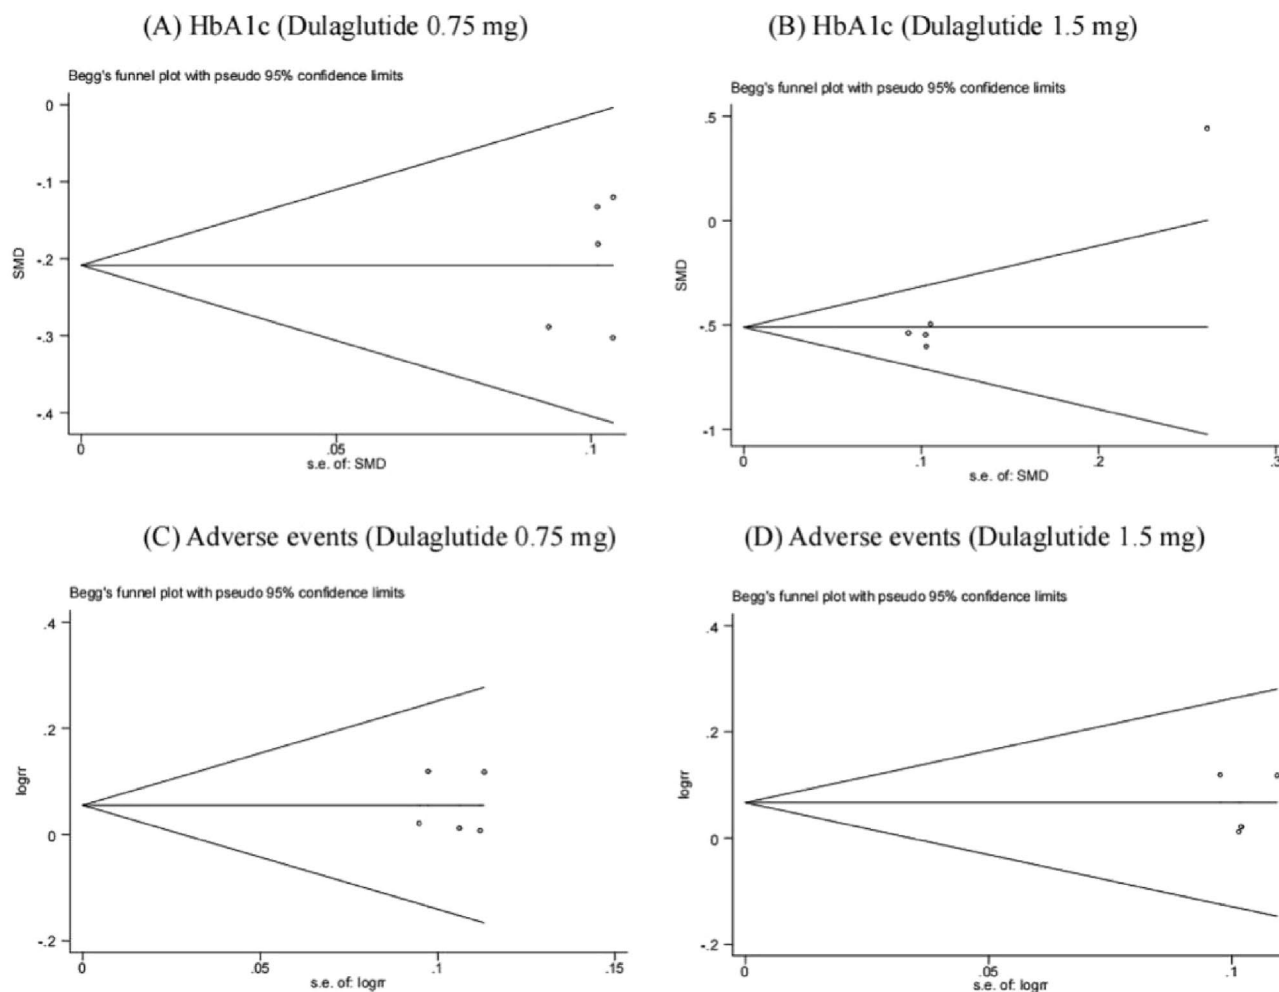 (A) HbA1c (Dulaglutide 0.75 mg)
Begg's funnel plot with pseudo 95% confidence limits
0
-.1
-.2
-.3
-.4
SMD
0
.05
.1
s.e. of: SMD
(B) HbA1c (Dulaglutide 1.5 mg)
Begg's funnel plot with pseudo 95% confidence limits
.5
0
-.5
-1
SMD
0
.1
.2
.3
s.e. of: SMD
(C) Adverse events (Dulaglutide 0.75 mg)
Begg's funnel plot with pseudo 95% confidence limits
.4
.2
0
-.2
logrr
0
.05
.1
.15
s.e. of: logrr
(D) Adverse events (Dulaglutide 1.5 mg)
Begg's funnel plot with pseudo 95% confidence limits
.4
.2
0
-.2
logrr
0
.05
.1
s.e. of: logrr